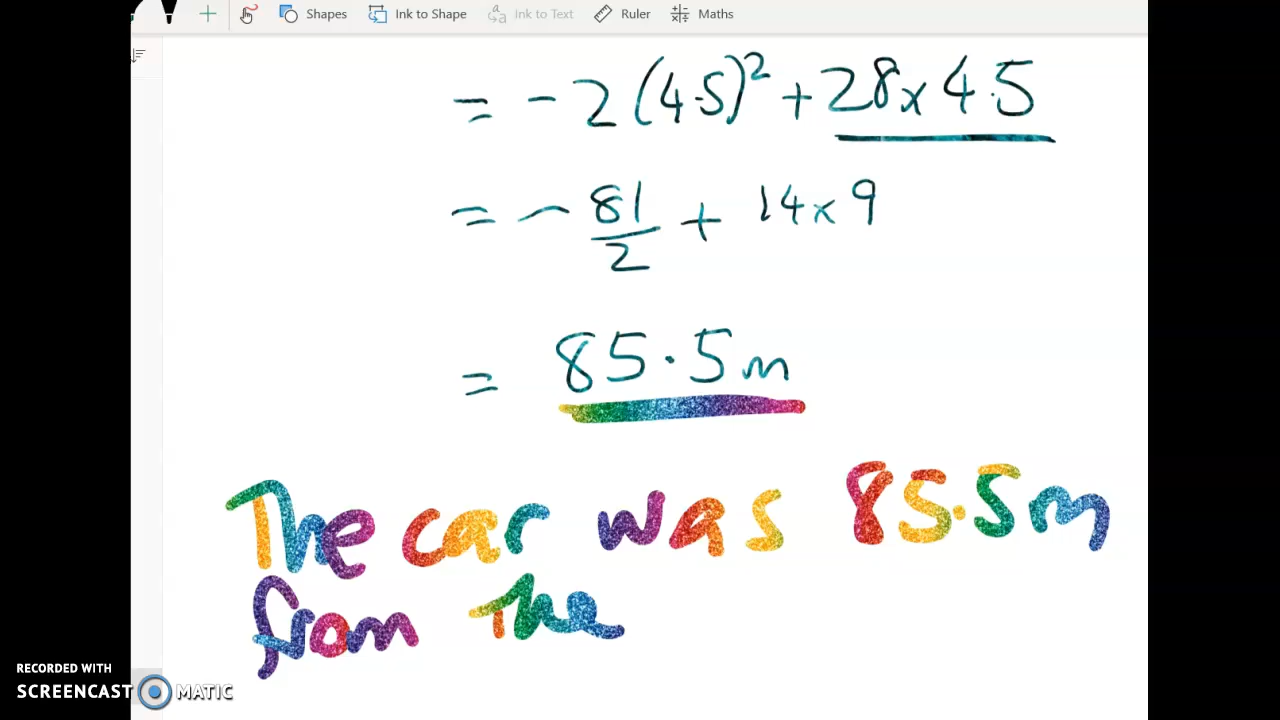 Shapes Ink to Shape Ink to Text Ruler Maths
= -2(4.5)² + 28 x 4.5
= - 81/2 + 14 x 9
= 85.5m
The car was 85.5m
from the
RECORDED WITH
SCREENCAST MATIC